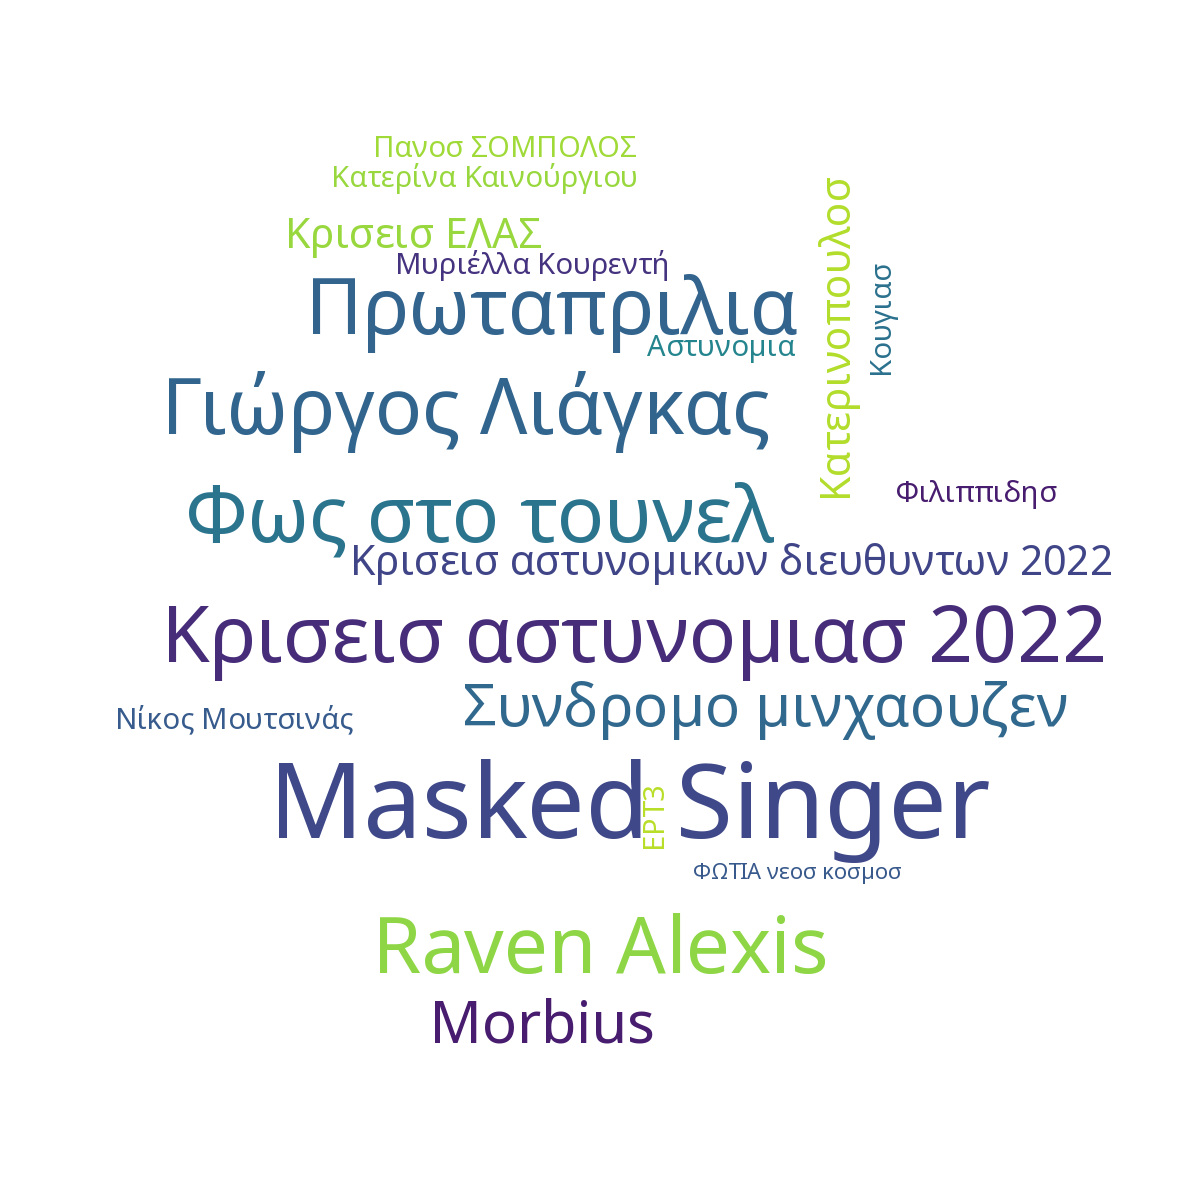 Πανοσ ΣΟΜΠΟΛΟΣ
Κατερίνα Καινούργιου
Κρισεισ ΕΛΑΣ
Μυριέλλα Κουρεντή
Πρωταπριλια
Αστυνομια
Κατερινοπουλοσ
Κουγιασ
Γιώργος Λιάγκας
Φιλιππιδησ
Φως στο τουνελ
Κρισεισ αστυνομικων διευθυντων 2022
Κρισεισ αστυνομιασ 2022
Συνδρομο μινχαουζεν
Νίκος Μουτσινάς
Masked Singer
ΕΡΤ3
ΦΩΤΙΑ νεοσ κοσμοσ
Raven Alexis
Morbius